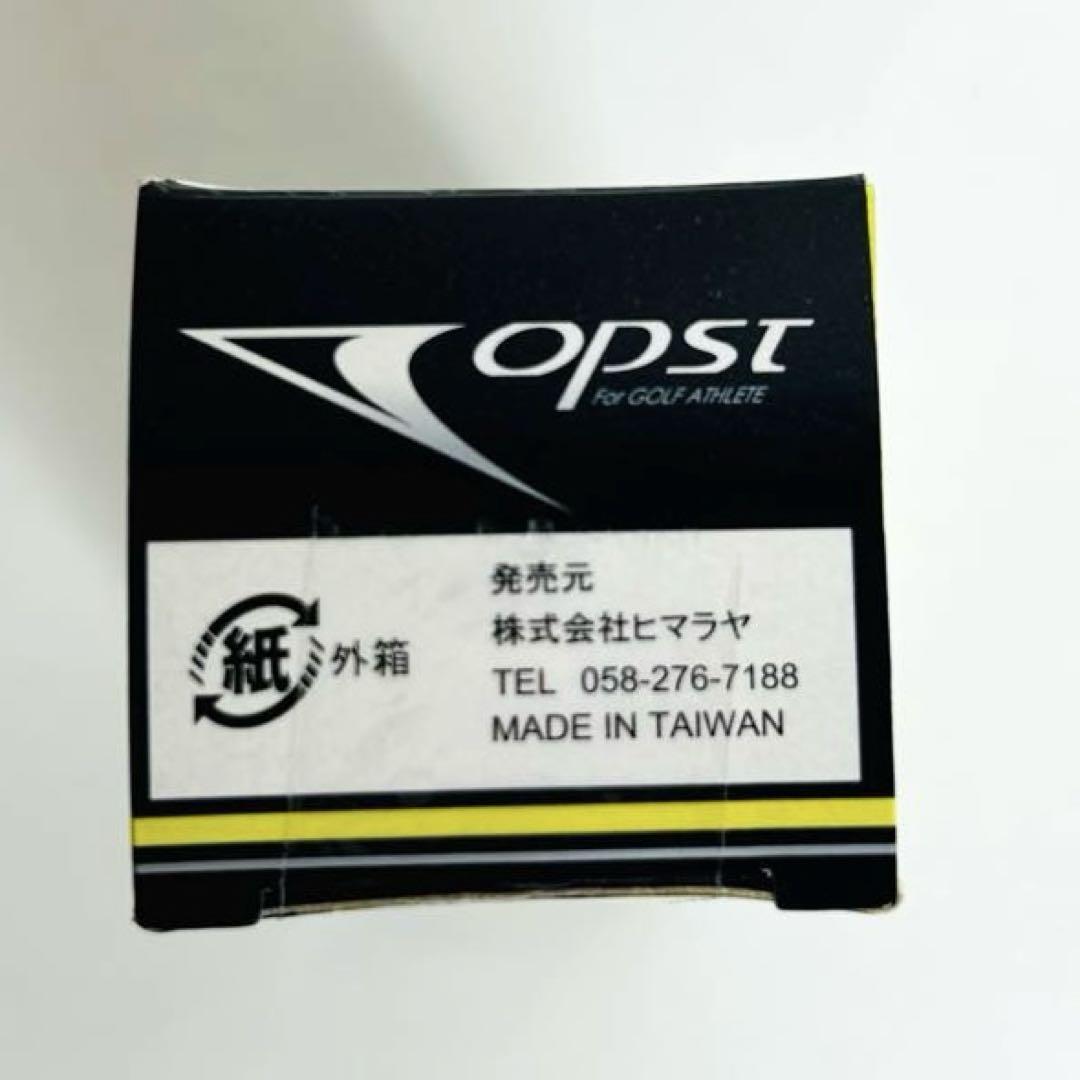 opst
For GOLF ATHLETE
発売元
株式会社ヒマラヤ
TEL 058-276-7188
MADE IN TAIWAN
紙 外箱